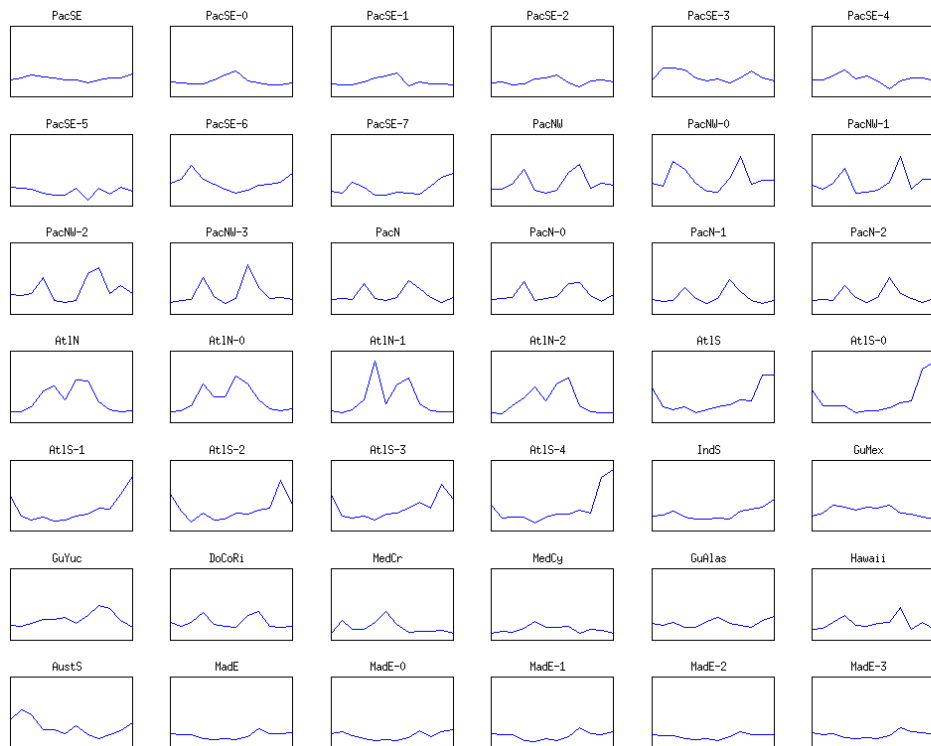 PacSE PacSE-0 PacSE-1 PacSE-2 PacSE-3 PacSE-4
PacSE-5 PacSE-6 PacSE-7 PacNW PacNW-0 PacNW-1
PacNW-2 PacNW-3 PacN PacN-0 PacN-1 PacN-2
AtlN AtlN-0 AtlN-1 AtlN-2 AtlS AtlS-0
AtlS-1 AtlS-2 AtlS-3 AtlS-4 IndS GuMex
GuYuc DoCoRi MedCr MedCy GuAlas Hawaii
AustS MadE MadE-0 MadE-1 MadE-2 MadE-3